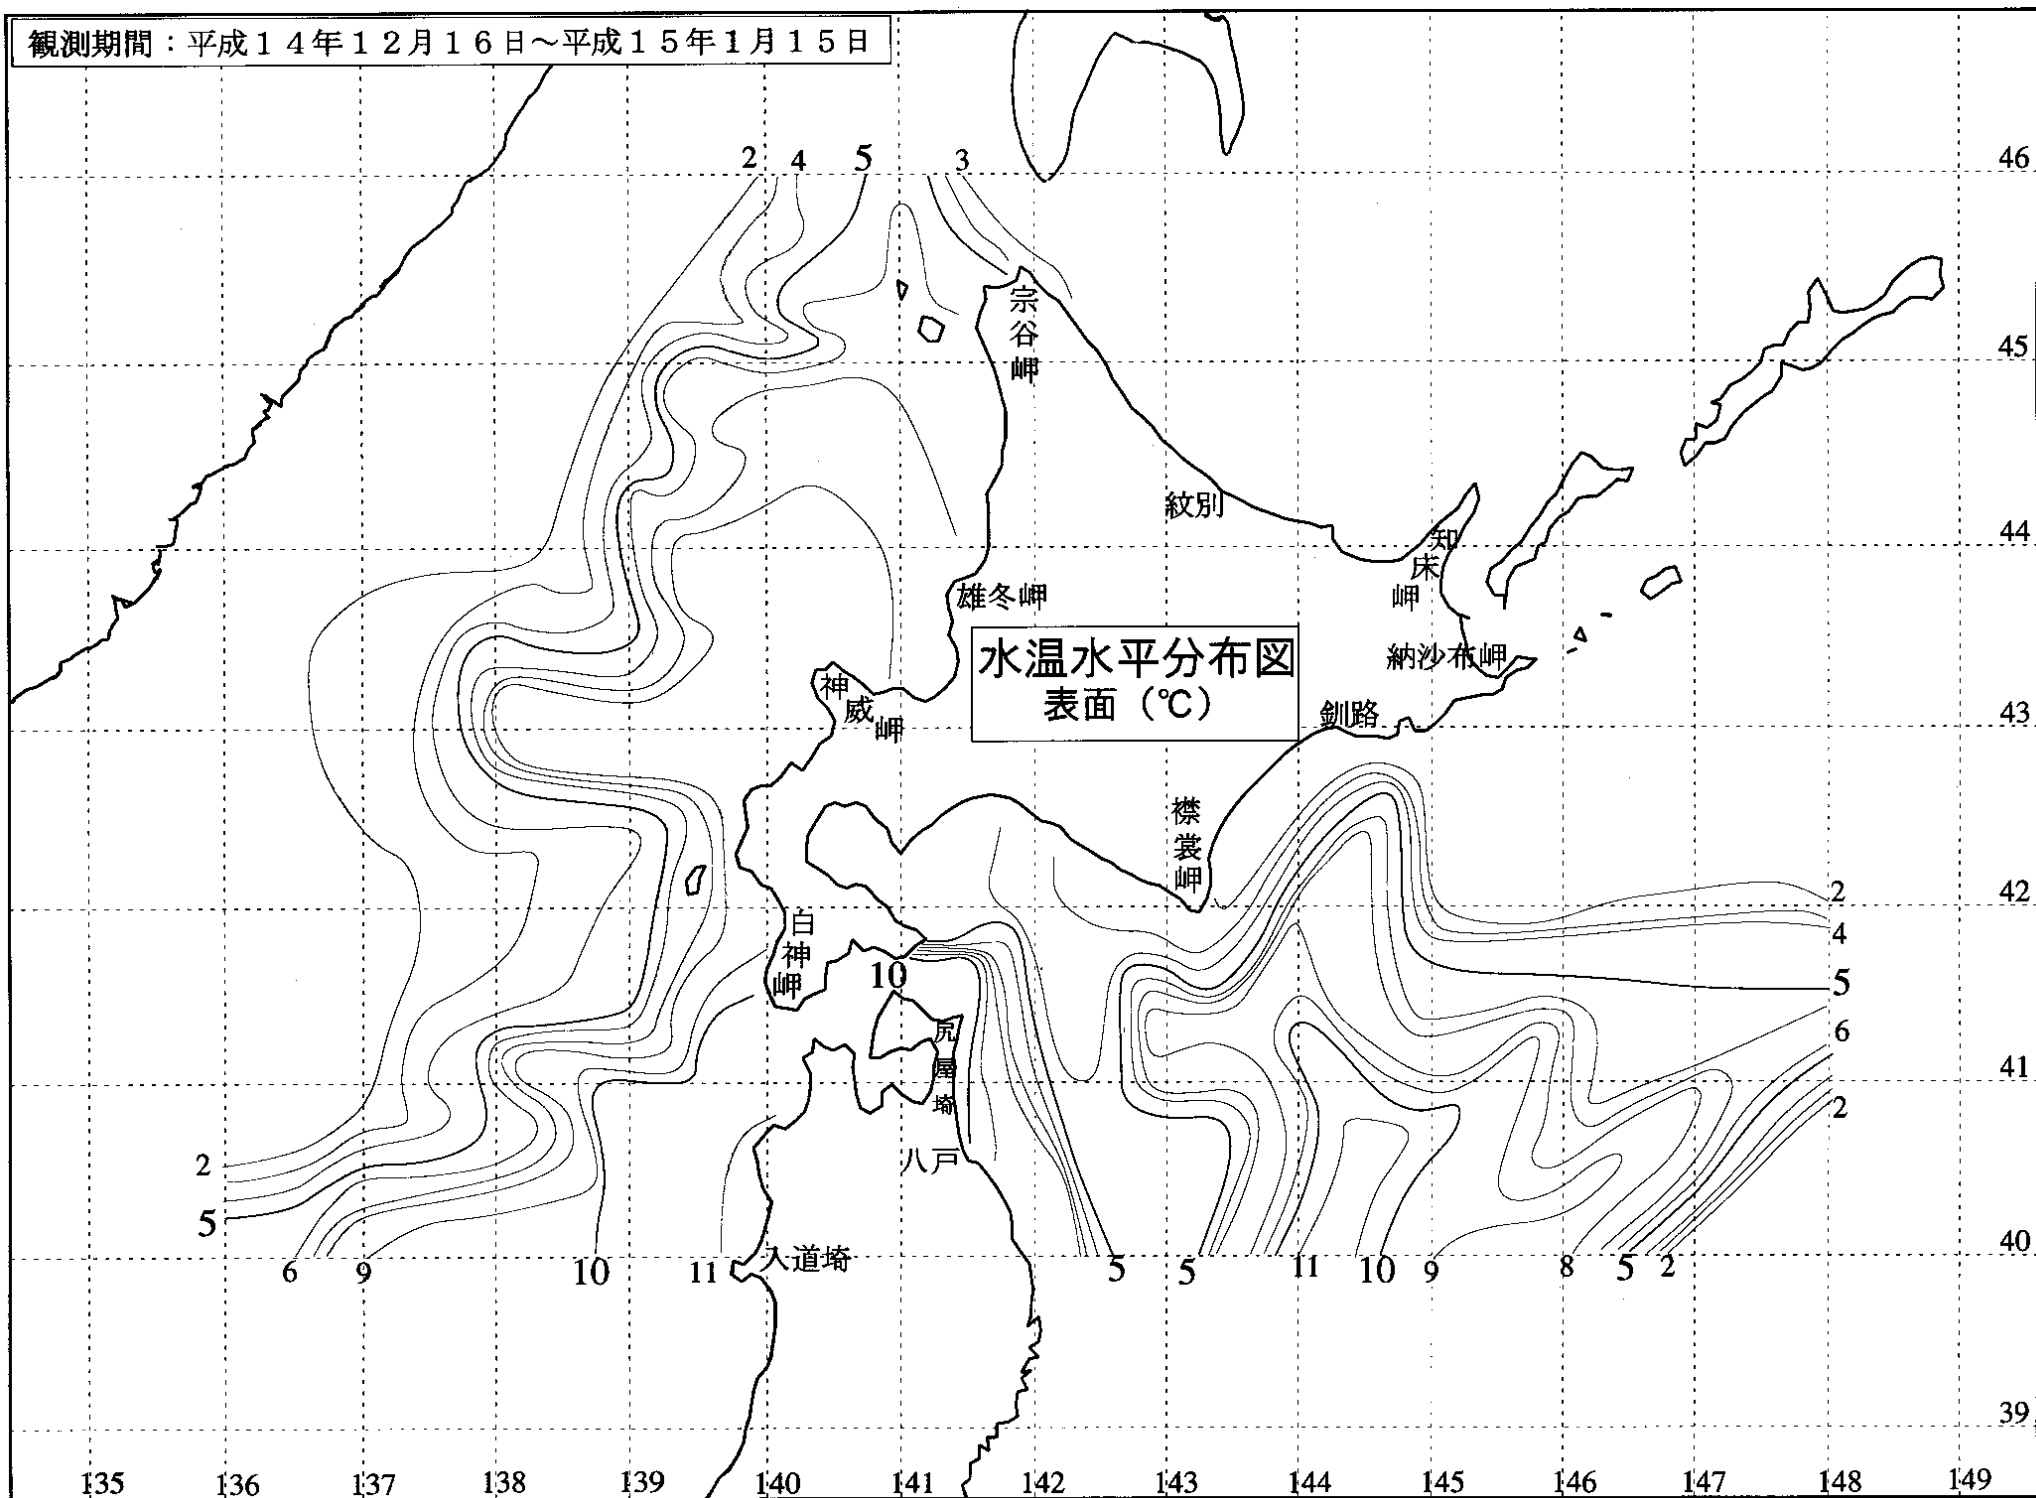 観測期間：平成１４年１２月１６日～平成１５年１月１５日
2 4 5 3
46
宗谷岬
45
紋別
44
知床岬
雄冬岬
水温水平分布図
表面（℃）
納沙布岬
神威岬
釧路
43
襟裳岬
2
42
白神岬
4
10
5
尻屋埼
6
41
2
八戸
2
5
入道埼
40
6 9 10 11 5 5 11 10 9 8 5 2
39
135 136 137 138 139 140 141 142 143 144 145 146 147 148 149